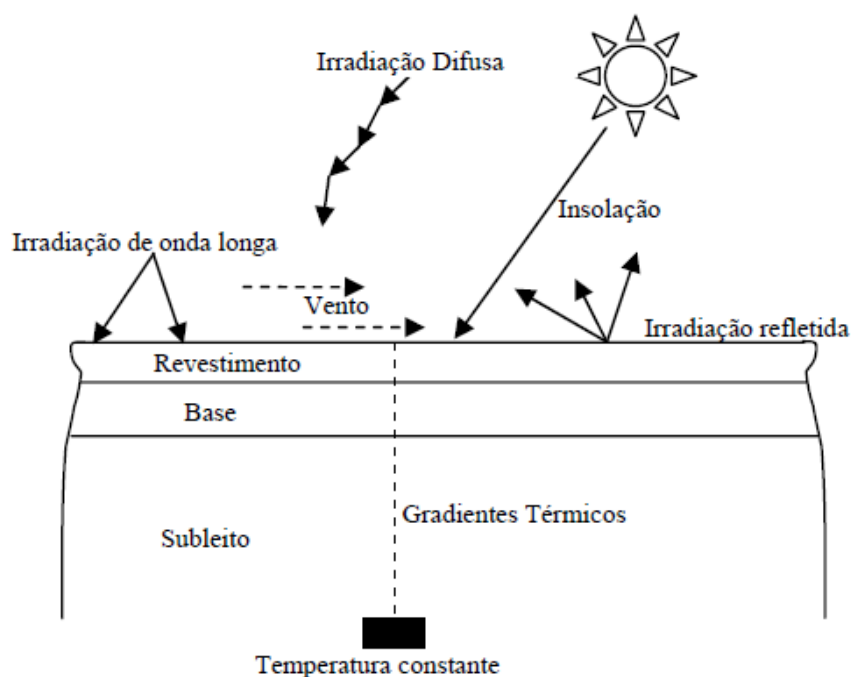 Irradiação Difusa
Insolação
Irradiação de onda longa
Vento
Irradiação refletida
Revestimento
Base
Gradientes Térmicos
Subleito
Temperatura constante